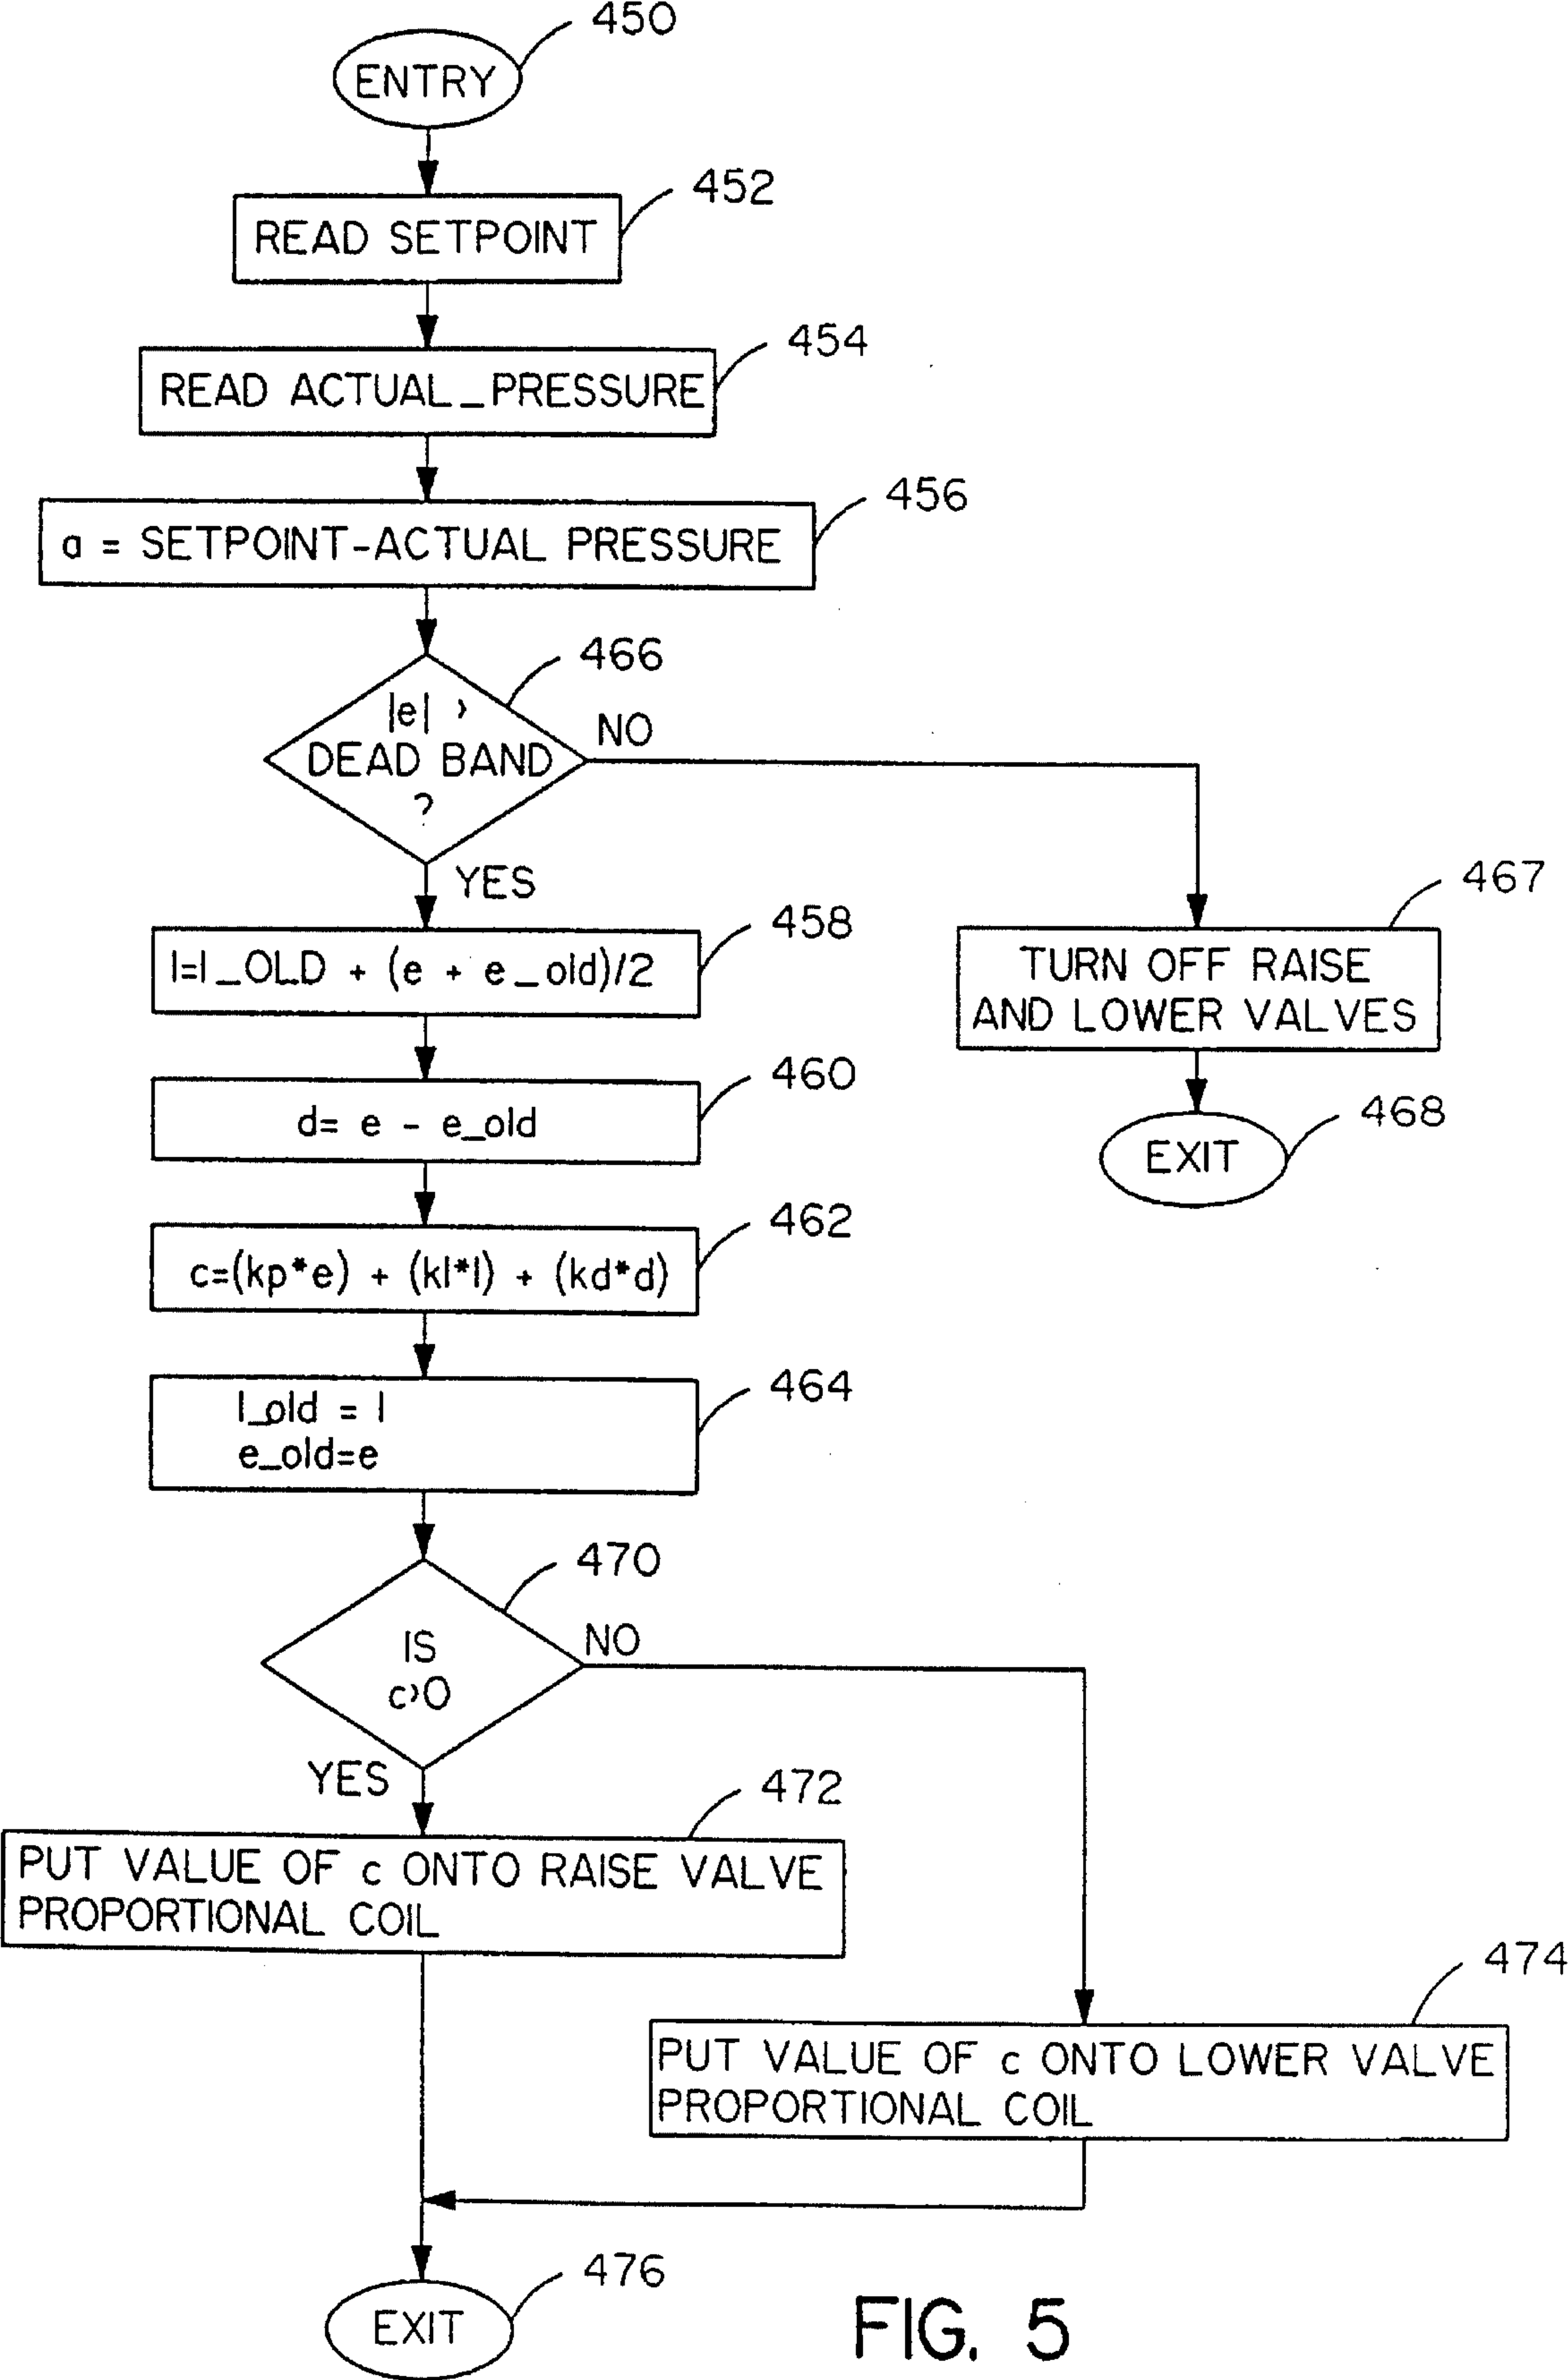 450
ENTRY
452
READ SETPOINT
454
READ ACTUAL_PRESSURE
456
a = SETPOINT-ACTUAL PRESSURE
466
|e| >
DEAD BAND
?
NO
YES
467
TURN OFF RAISE
AND LOWER VALVES
468
EXIT
458
I=I_OLD + (e + e_old)/2
460
d= e - e_old
462
c=(kp*e) + (kI*I) + (kd*d)
464
I_old = I
e_old=e
470
IS
c>0
NO
YES
472
PUT VALUE OF c ONTO RAISE VALVE
PROPORTIONAL COIL
474
PUT VALUE OF c ONTO LOWER VALVE
PROPORTIONAL COIL
476
EXIT
FIG. 5